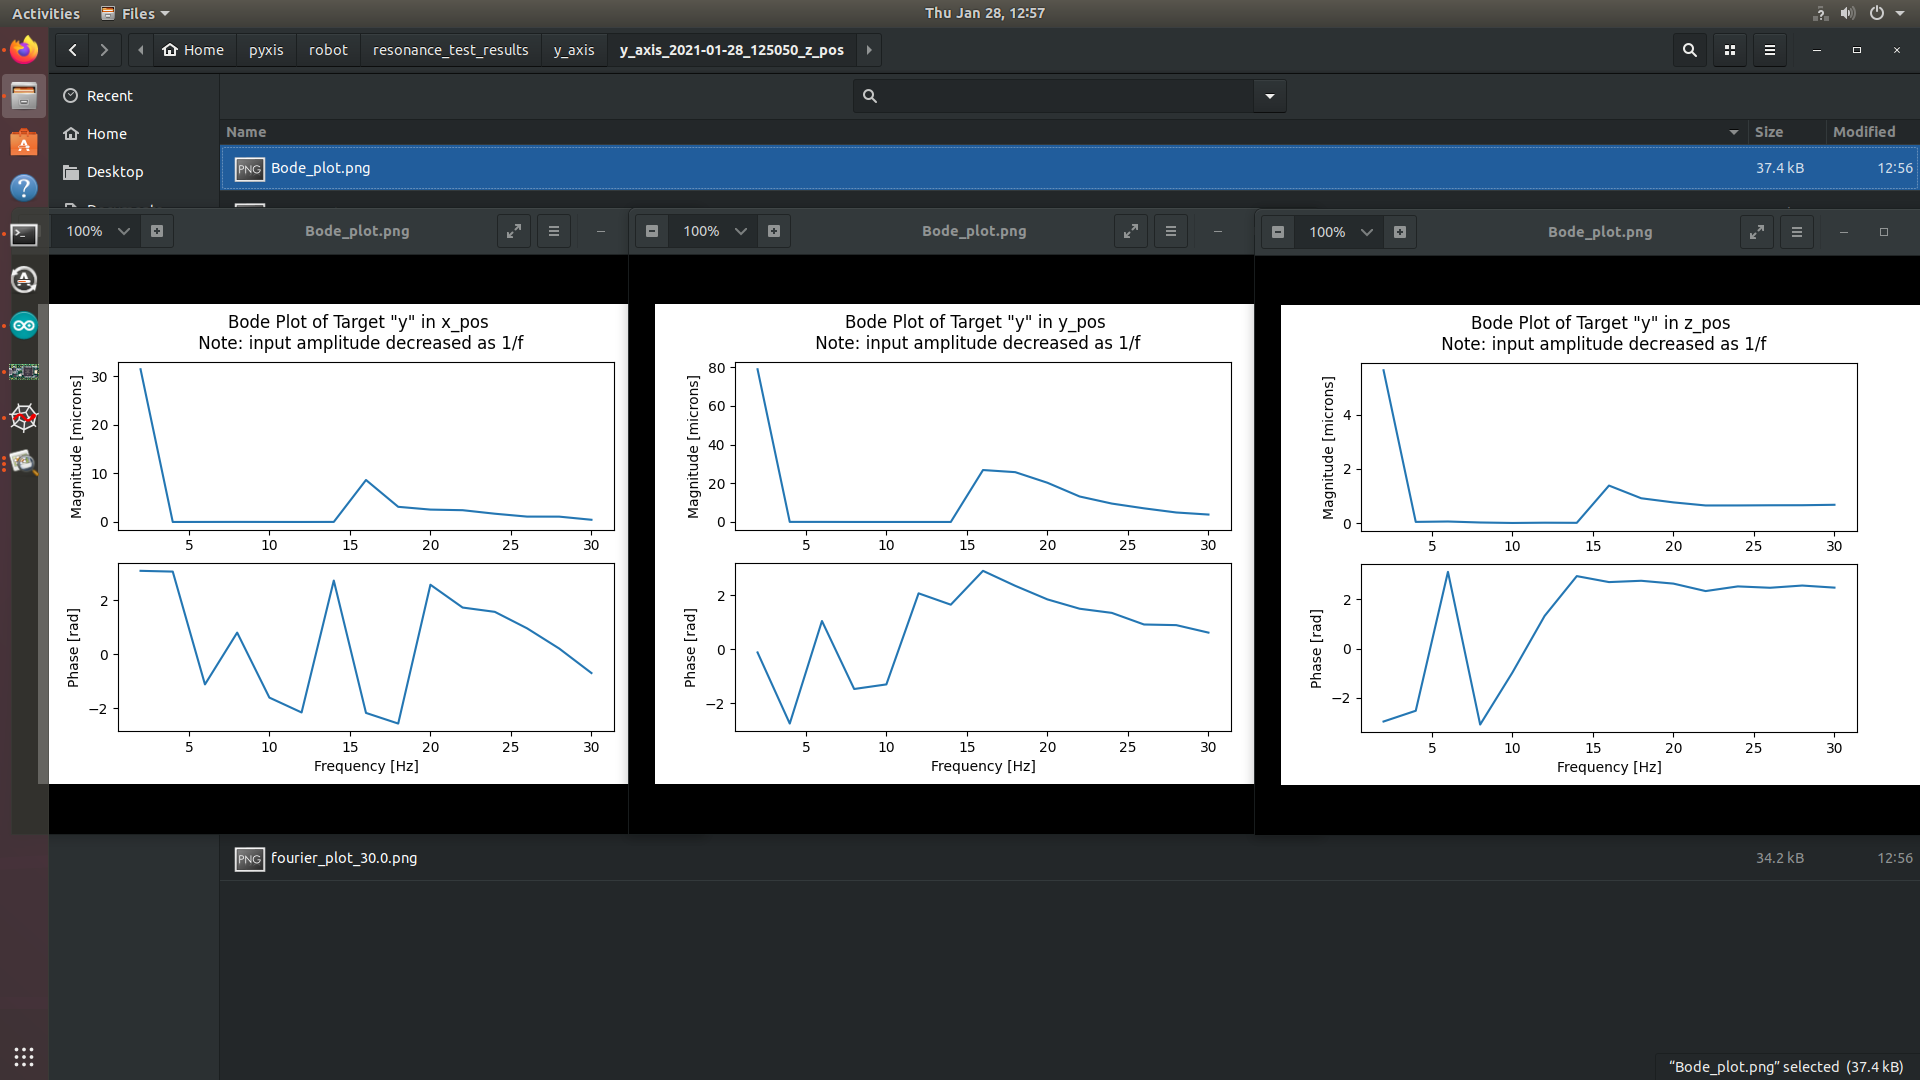 Activities Files Thu Jan 28, 12:57
Home pyxis robot resonance_test_results y_axis y_axis_2021-01-28_125050_z_pos
Recent
Home
Desktop
Name Size Modified
PNG Bode_plot.png 37.4 kB 12:56
100% Bode_plot.png
100% Bode_plot.png
100% Bode_plot.png
Bode Plot of Target "y" in x_pos
Note: input amplitude decreased as 1/f
Magnitude [microns]
30
20
10
0
5 10 15 20 25 30
Phase [rad]
2
0
−2
5 10 15 20 25 30
Frequency [Hz]
Bode Plot of Target "y" in y_pos
Note: input amplitude decreased as 1/f
Magnitude [microns]
80
60
40
20
0
5 10 15 20 25 30
Phase [rad]
2
0
−2
5 10 15 20 25 30
Frequency [Hz]
Bode Plot of Target "y" in z_pos
Note: input amplitude decreased as 1/f
Magnitude [microns]
4
2
0
5 10 15 20 25 30
Phase [rad]
2
0
−2
5 10 15 20 25 30
Frequency [Hz]
PNG fourier_plot_30.0.png 34.2 kB 12:56
“Bode_plot.png” selected (37.4 kB)